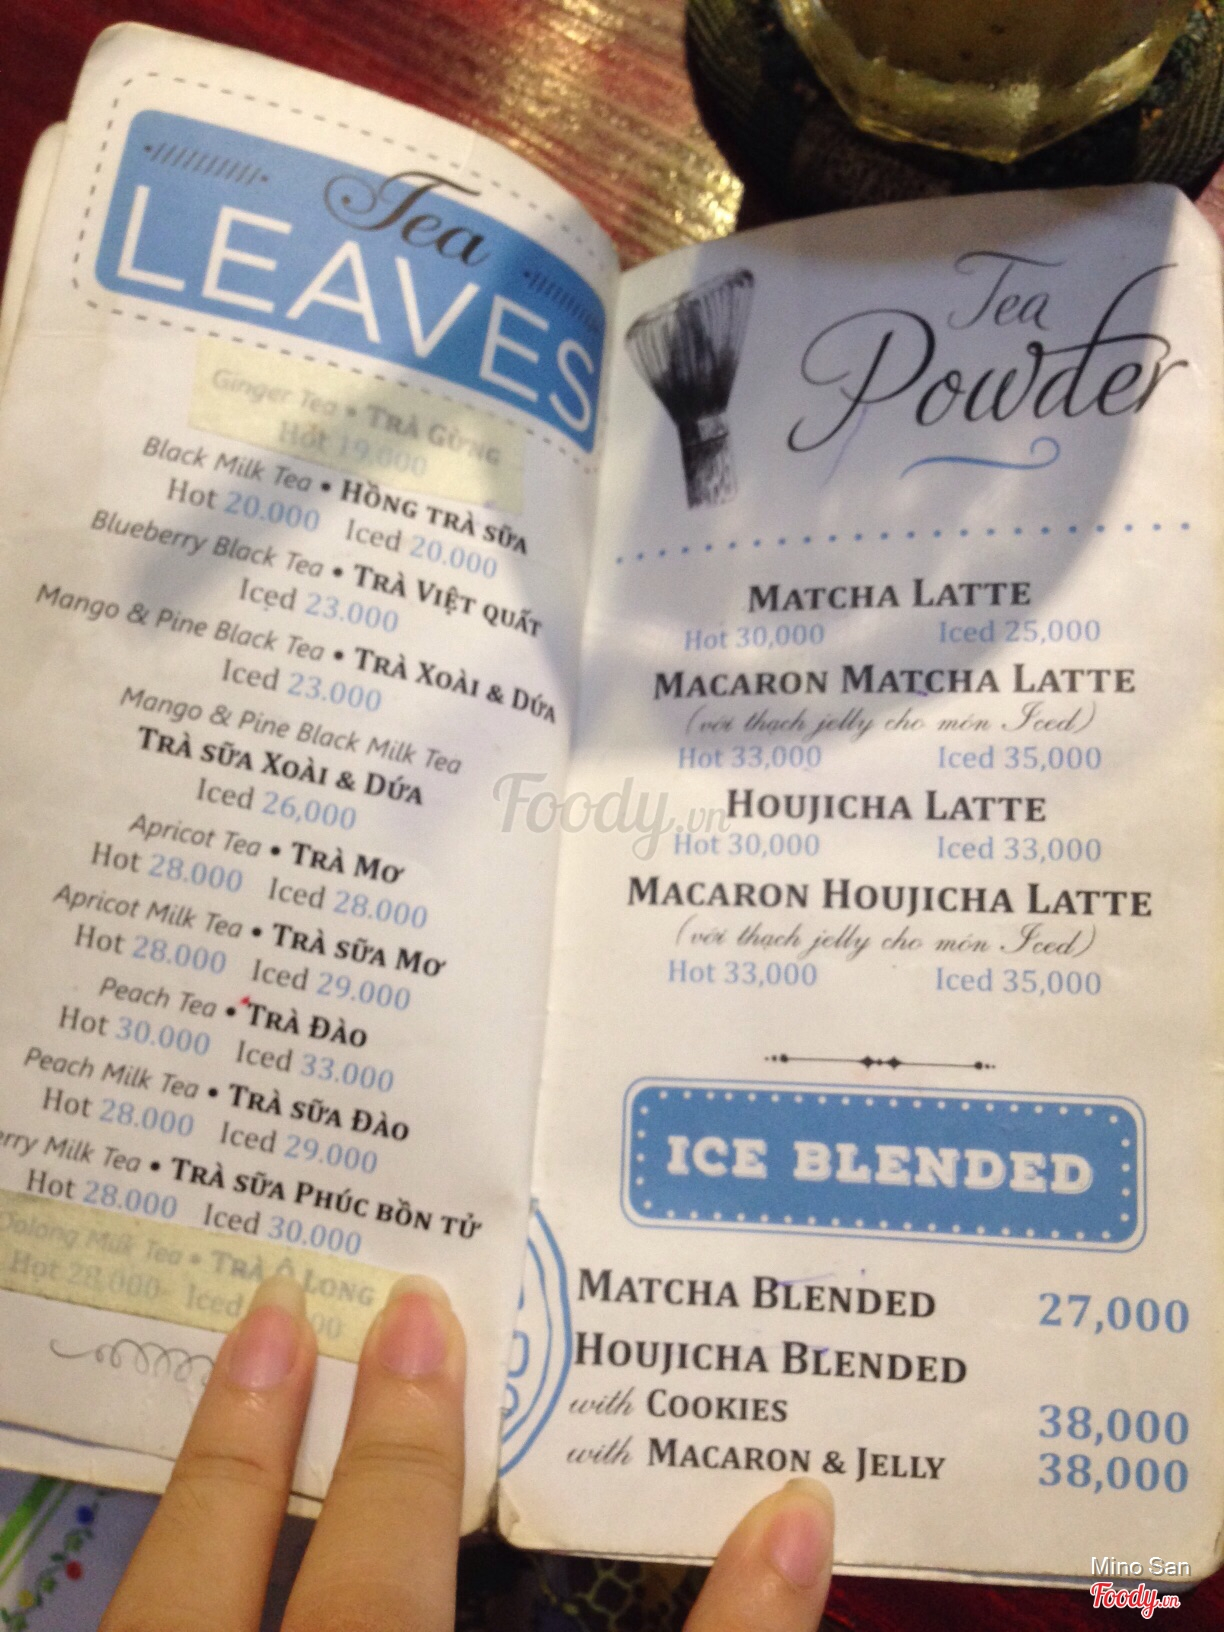 Tea
LEAVES
Ginger Tea • TRÀ GỪNG
Hot 19,000
Black Milk Tea • HỒNG TRÀ SỮA
Hot 20.000 Iced 20.000
Blueberry Black Tea • TRÀ VIỆT QUẤT
Iced 23.000
Mango & Pine Black Tea • TRÀ XOÀI & DỨA
Iced 23.000
Mango & Pine Black Milk Tea
TRÀ SỮA XOÀI & DỨA
Iced 26,000
Apricot Tea • TRÀ MƠ
Hot 28.000 Iced 28.000
Apricot Milk Tea • TRÀ SỮA MƠ
Hot 28.000 Iced 29.000
Peach Tea • TRÀ ĐÀO
Hot 30.000 Iced 33.000
Peach Milk Tea • TRÀ SỮA ĐÀO
Hot 28.000 Iced 29.000
Milk Tea • TRÀ SỮA PHÚC BỒN TỬ
Hot 28.000 Iced 30.000
Oolong Milk Tea • TRÀ Ô LONG
Hot 28.000 Iced
Tea
Powder
MATCHA LATTE
Hot 30,000 Iced 25,000
MACARON MATCHA LATTE
(với thạch jelly cho món Iced)
Hot 33,000 Iced 35,000
HOUJICHA LATTE
Hot 30,000 Iced 33,000
MACARON HOUJICHA LATTE
(với thạch jelly cho món Iced)
Hot 33,000 Iced 35,000
ICE BLENDED
MATCHA BLENDED 27,000
HOUJICHA BLENDED
with COOKIES 38,000
with MACARON & JELLY 38,000
Foody.vn
Mino San
Foody.vn